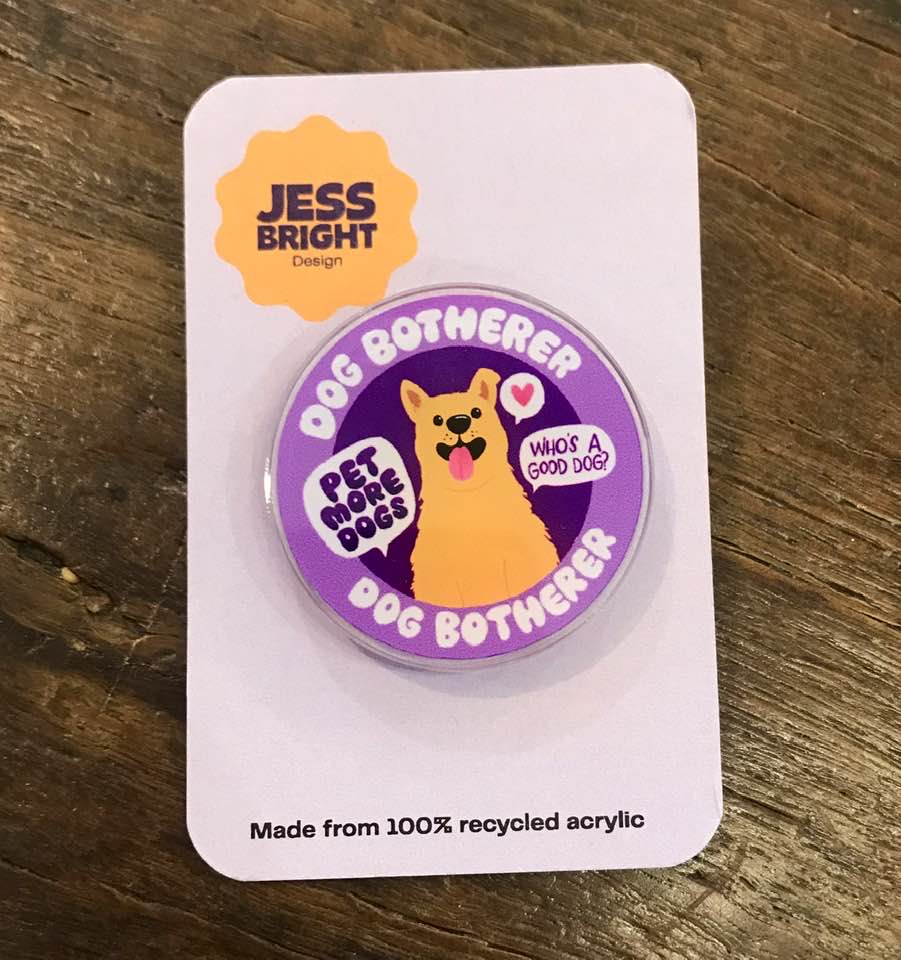 JESS
BRIGHT
Design
DOG BOTHERER
WHO'S A
GOOD DOG?
PET
MORE
DOGS
DOG BOTHERER
Made from 100% recycled acrylic